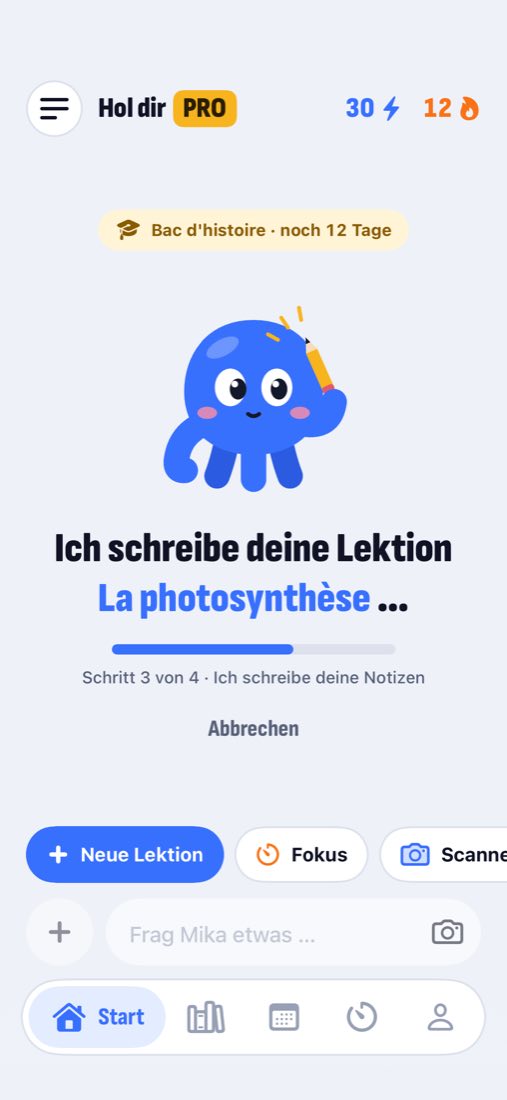 Hol dir PRO 30 12
Bac d'histoire · noch 12 Tage
Ich schreibe deine Lektion
La photosynthèse ...
Schritt 3 von 4 · Ich schreibe deine Notizen
Abbrechen
Neue Lektion Fokus Scanne
Frag Mika etwas ...
Start